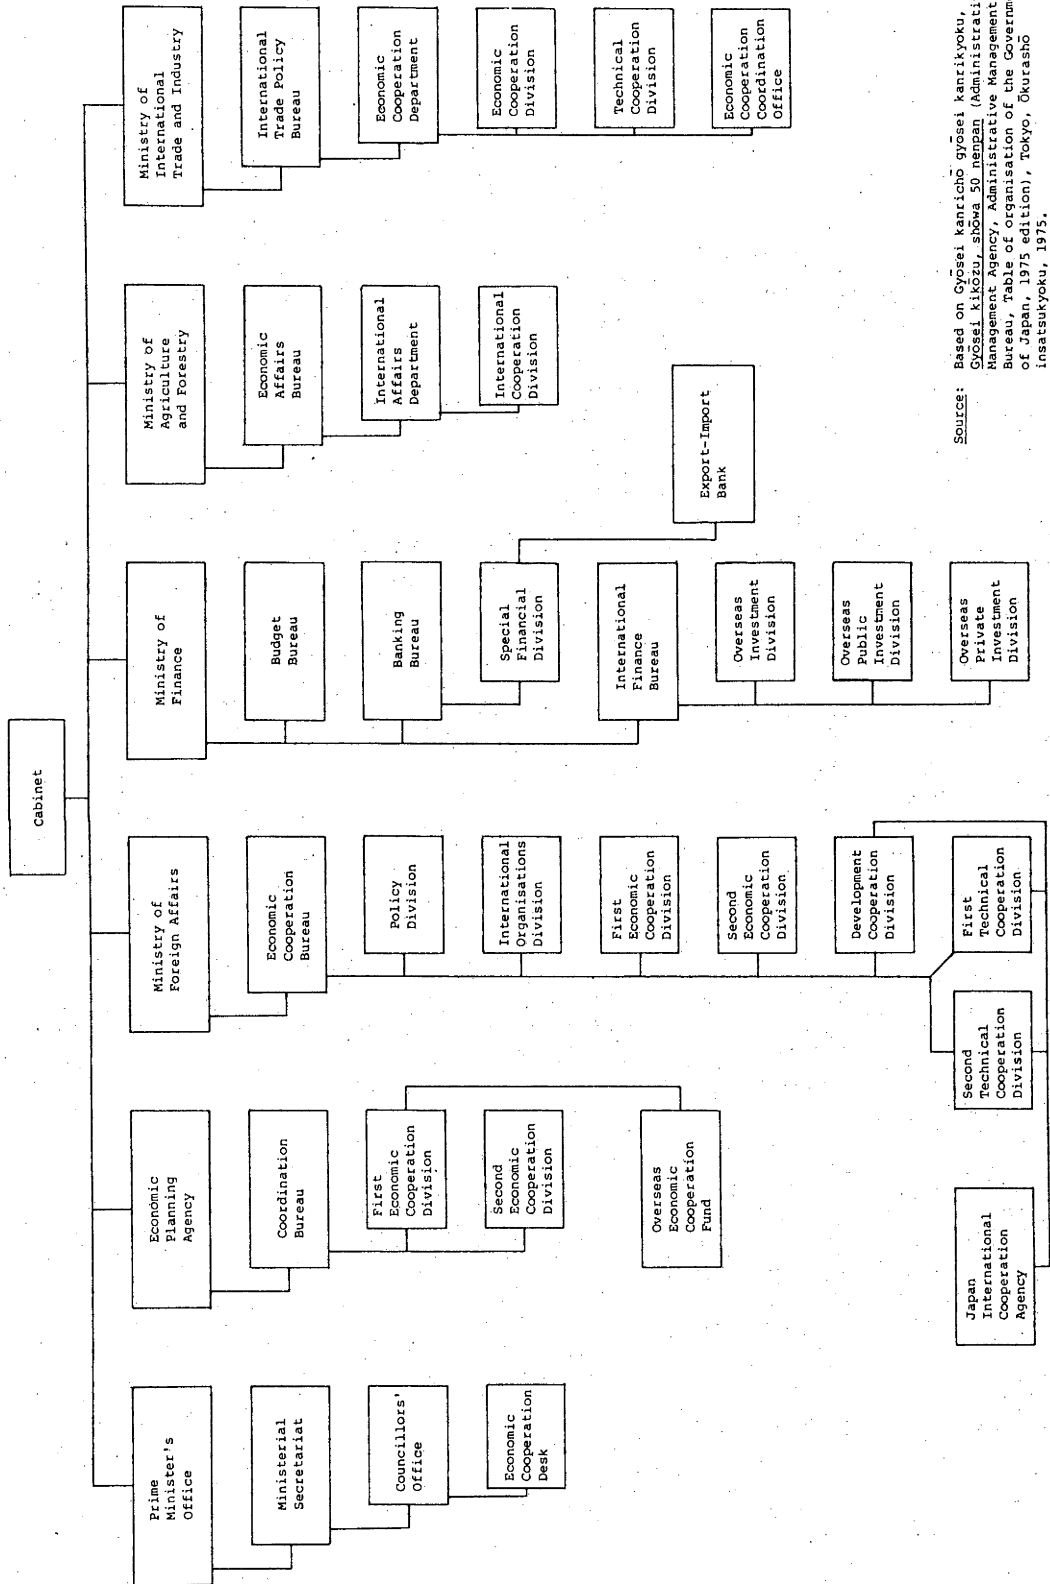 Cabinet
Prime
Minister's
Office
Ministerial
Secretariat
Councillors'
Office
Economic
Cooperation
Desk
Economic
Planning
Agency
Coordination
Bureau
First
Economic
Cooperation
Division
Second
Economic
Cooperation
Division
Overseas
Economic
Cooperation
Fund
Ministry of
Foreign Affairs
Economic
Cooperation
Bureau
Policy
Division
International
Organisations
Division
First
Economic
Cooperation
Division
Second
Economic
Cooperation
Division
Development
Cooperation
Division
First
Technical
Cooperation
Division
Second
Technical
Cooperation
Division
Japan
International
Cooperation
Agency
Ministry of
Finance
Budget
Bureau
Banking
Bureau
Special
Financial
Division
Export-Import
Bank
International
Finance
Bureau
Overseas
Investment
Division
Overseas
Public
Investment
Division
Overseas
Private
Investment
Division
Ministry of
Agriculture
and Forestry
Economic
Affairs
Bureau
International
Affairs
Department
International
Cooperation
Division
Ministry of
International
Trade and Industry
International
Trade Policy
Bureau
Economic
Cooperation
Department
Economic
Cooperation
Division
Technical
Cooperation
Division
Economic
Cooperation
Coordination
Office
Source: Based on Gyōsei kanrichō gyōsei kanrikyoku,
Gyōsei kikōzu, shōwa 50 nenpan (Administrati
Management Agency, Administrative Management
Bureau, Table of organisation of the Governm
of Japan, 1975 edition), Tokyo, Ōkurashō
insatsukyoku, 1975.